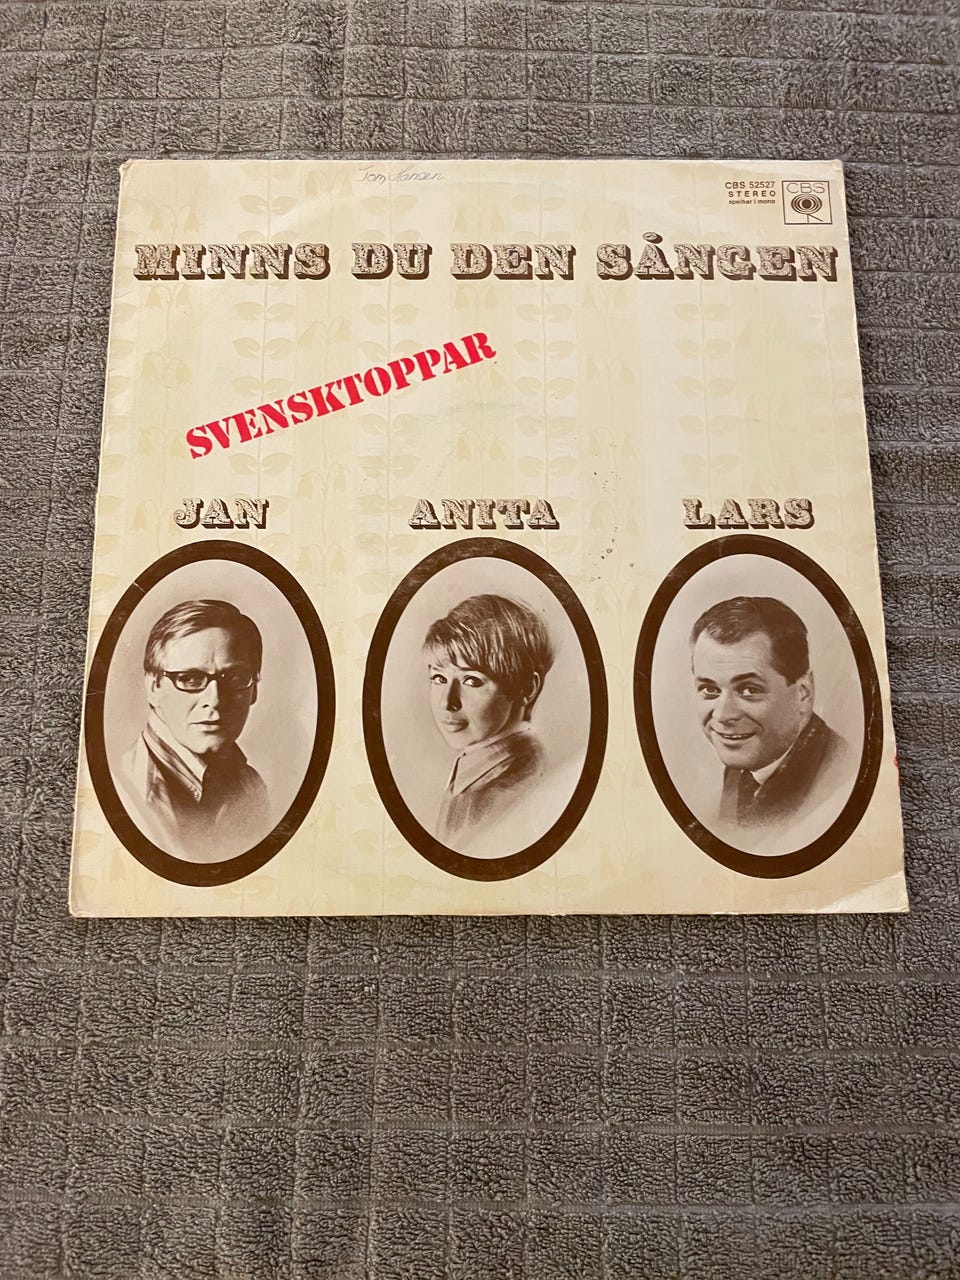 Tom Hansen
CBS 52527
STEREO
spelbar i mono
CBS
MINNS DU DEN SÅNGEN
SVENSKTOPPAR
JAN
ANITA
LARS